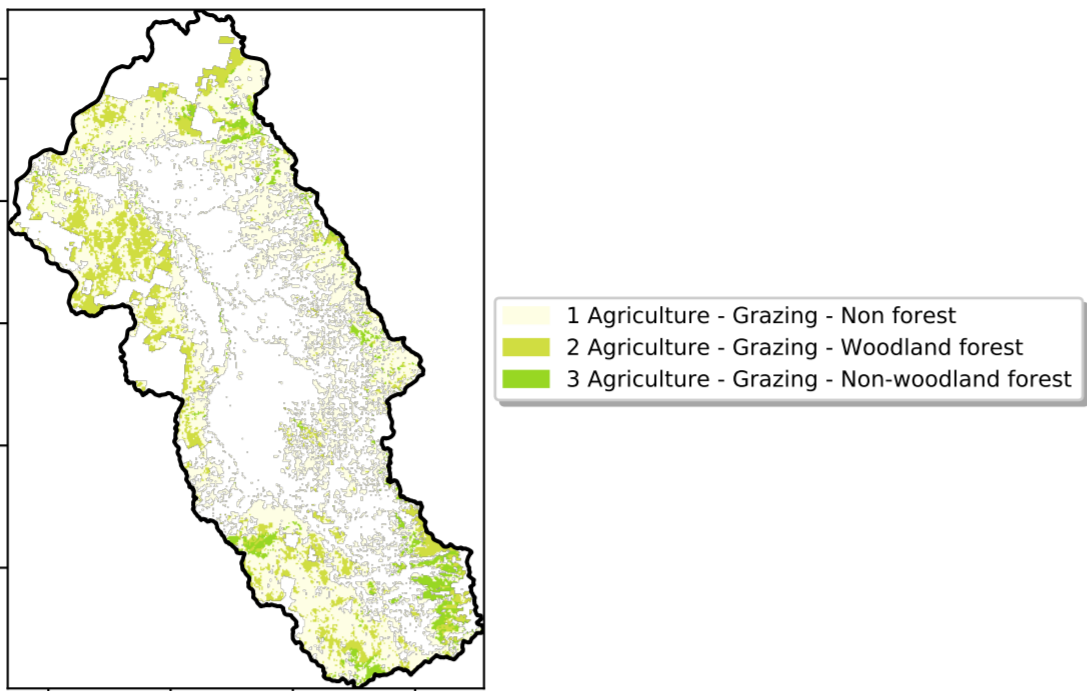 1 Agriculture - Grazing - Non forest
2 Agriculture - Grazing - Woodland forest
3 Agriculture - Grazing - Non-woodland forest